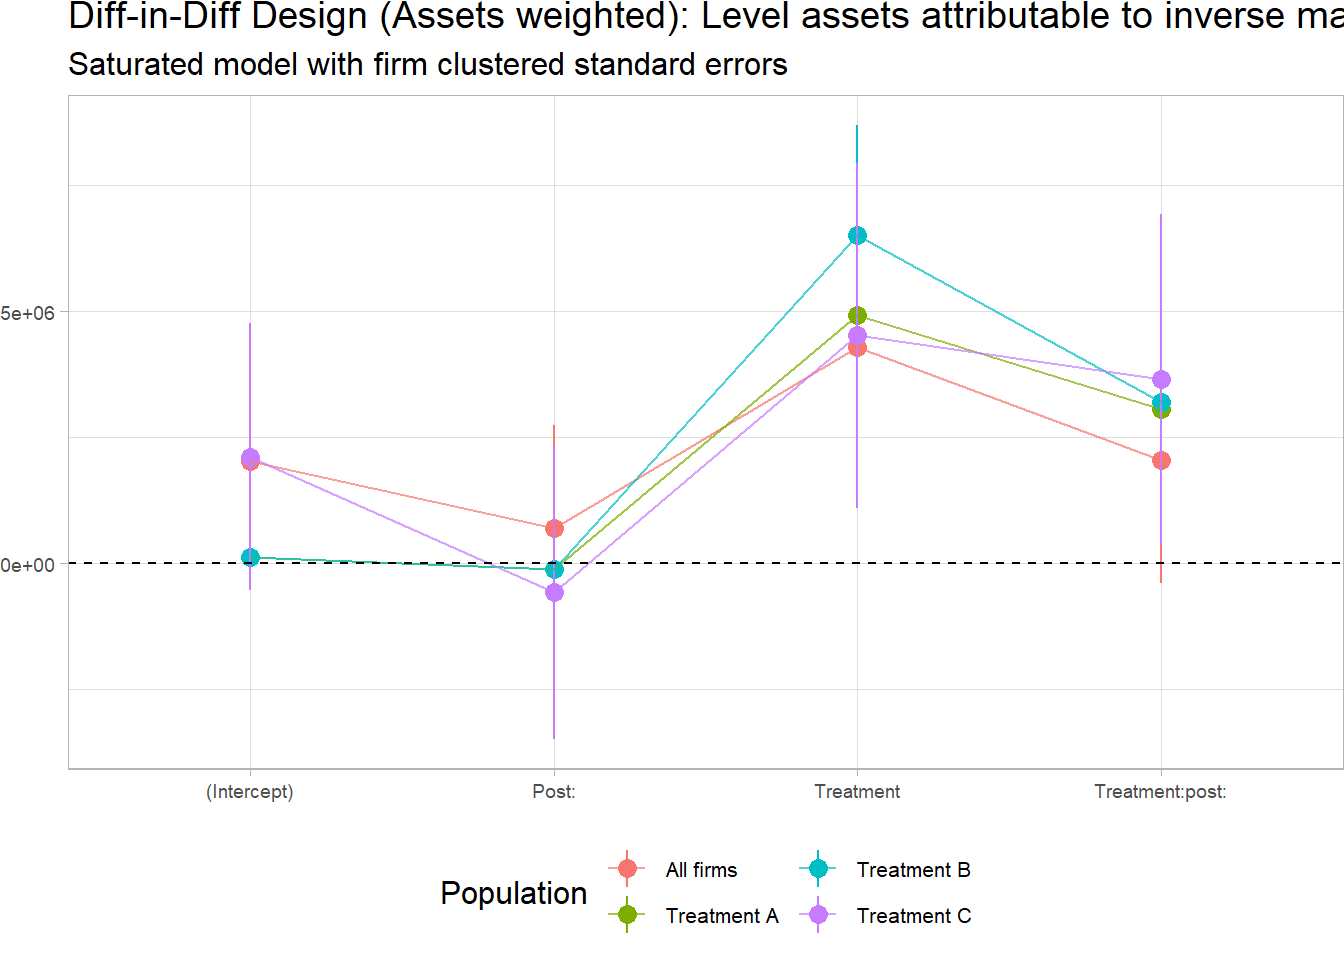 Diff-in-Diff Design (Assets weighted): Level assets attributable to inverse
Saturated model with firm clustered standard errors
5e+06
0e+00
(Intercept) Post: Treatment Treatment:post:
Population
All firms Treatment B
Treatment A Treatment C